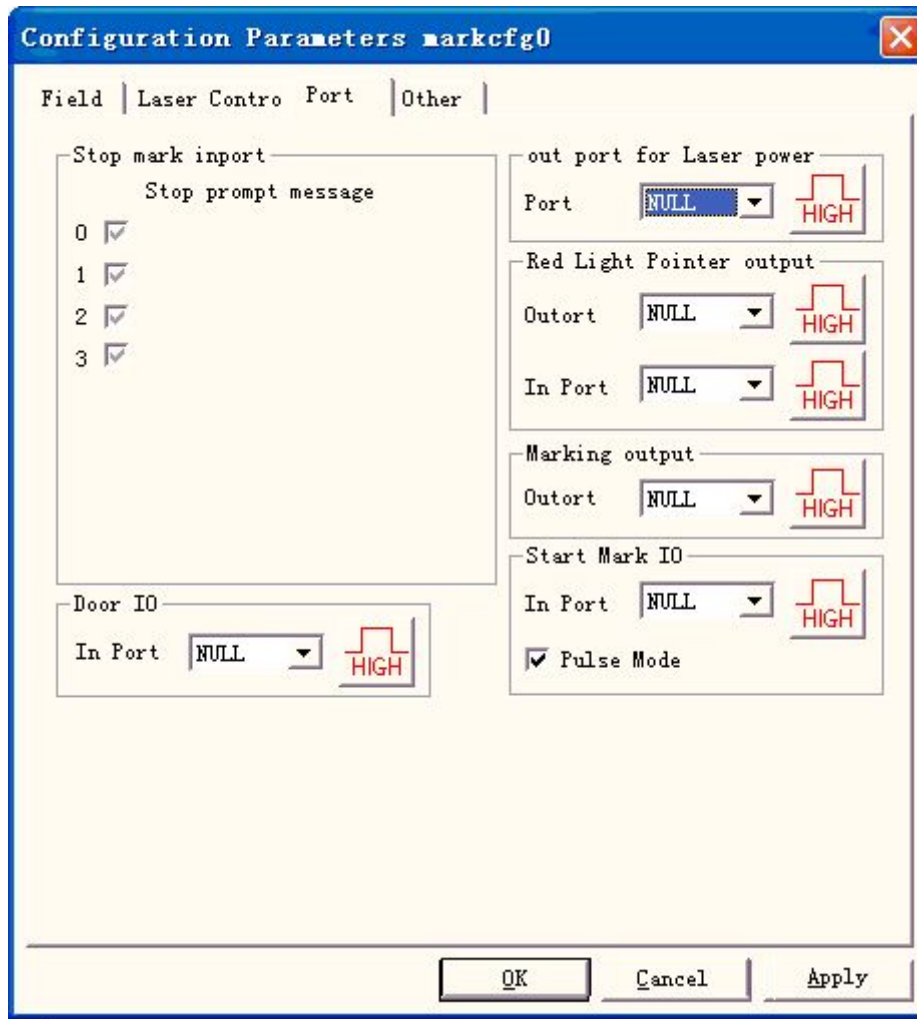 Configuration Parameters markcfg0
Field Laser Contro Port Other
Stop mark inport
Stop prompt message
0
1
2
3
Door IO
In Port NULL HIGH
out port for Laser power
Port NULL HIGH
Red Light Pointer output
Outort NULL HIGH
In Port NULL HIGH
Marking output
Outort NULL HIGH
Start Mark IO
In Port NULL HIGH
Pulse Mode
OK Cancel Apply